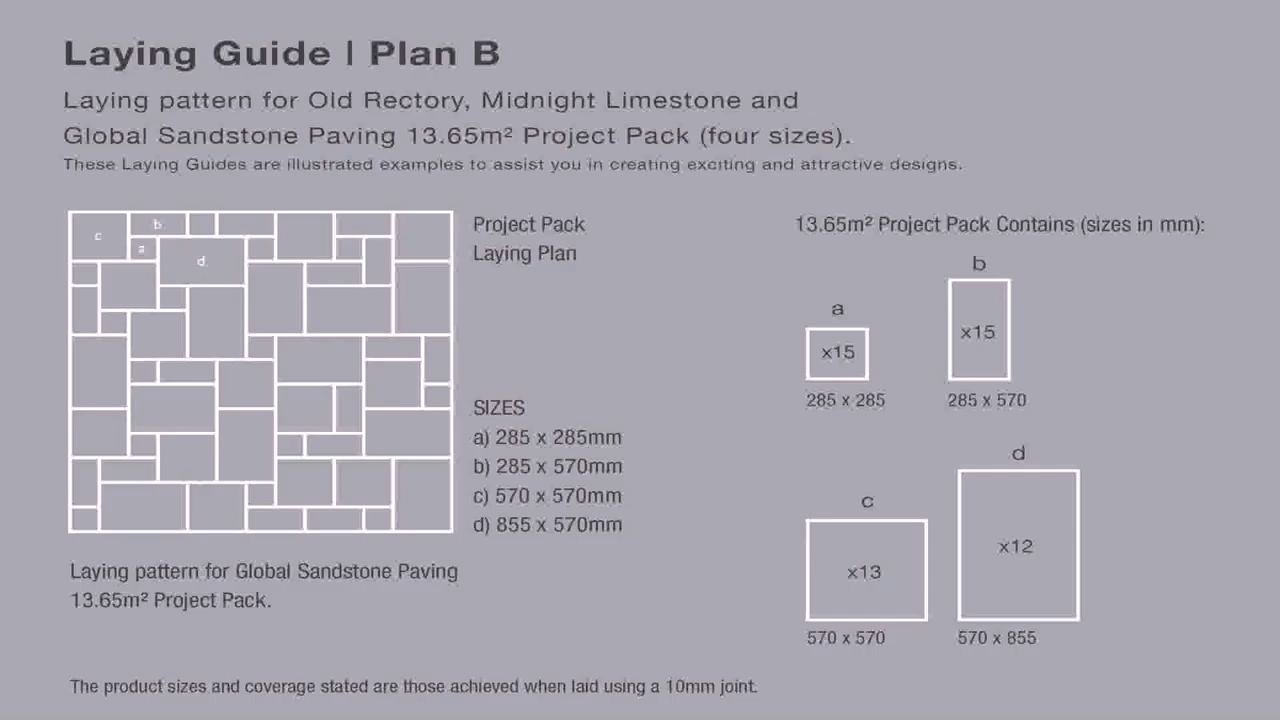 Laying Guide | Plan B
Laying pattern for Old Rectory, Midnight Limestone and
Global Sandstone Paving 13.65m² Project Pack (four sizes).
These Laying Guides are illustrated examples to assist you in creating exciting and attractive designs.
c
b
a
d
Project Pack
Laying Plan
SIZES
a) 285 x 285mm
b) 285 x 570mm
c) 570 x 570mm
d) 855 x 570mm
Laying pattern for Global Sandstone Paving
13.65m² Project Pack.
13.65m² Project Pack Contains (sizes in mm):
a
x15
285 x 285
b
x15
285 x 570
c
x13
570 x 570
d
x12
570 x 855
The product sizes and coverage stated are those achieved when laid using a 10mm joint.